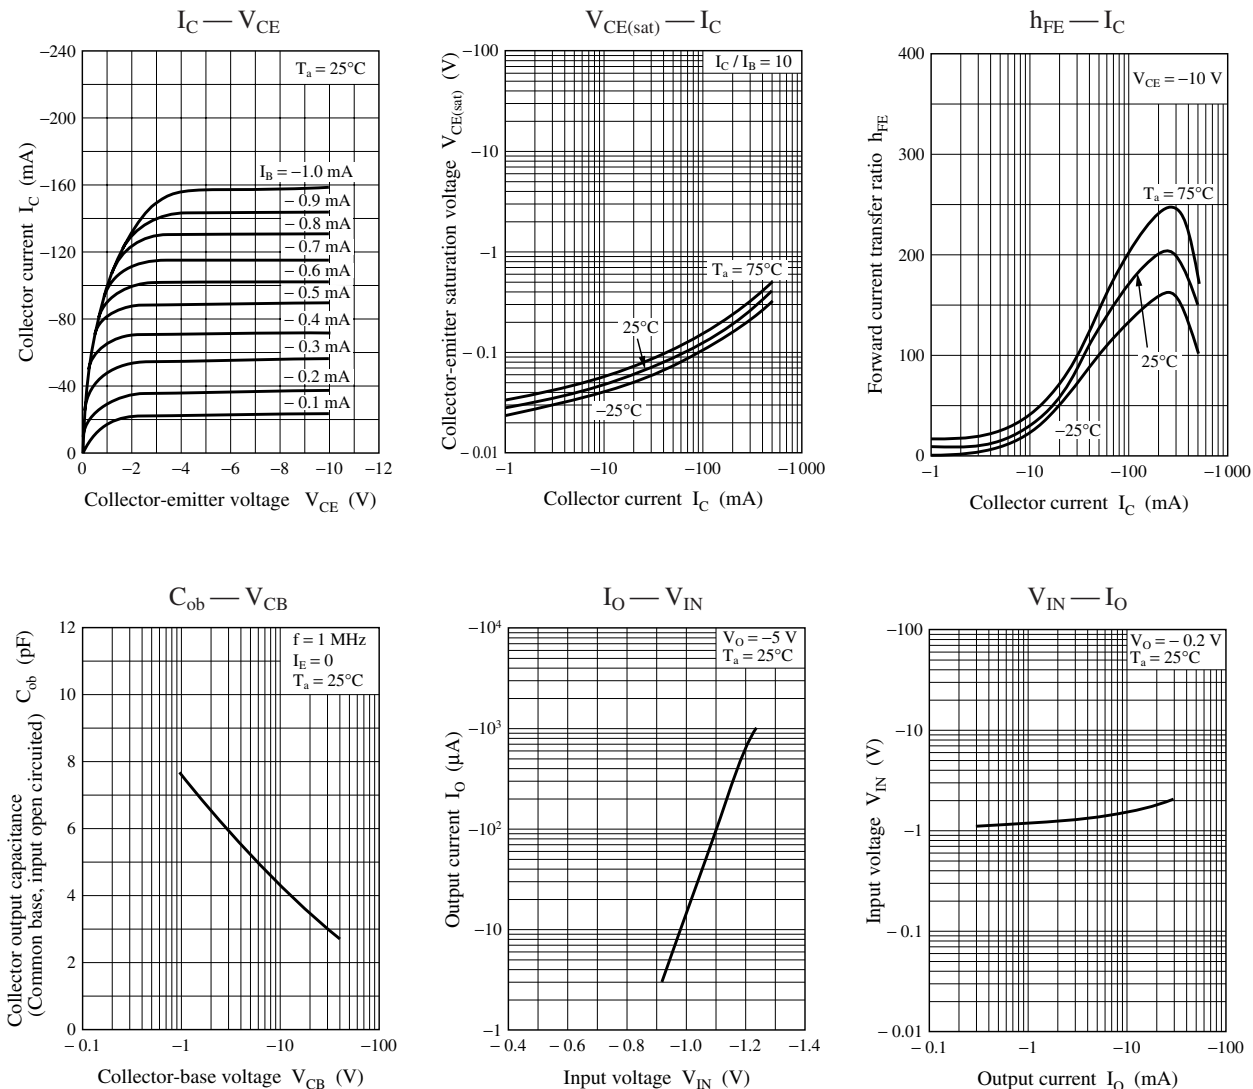 I_C — V_CE
−240
−200
−160
−120
−80
−40
0
T_a = 25°C
I_B = −1.0 mA
− 0.9 mA
− 0.8 mA
− 0.7 mA
− 0.6 mA
− 0.5 mA
− 0.4 mA
− 0.3 mA
− 0.2 mA
− 0.1 mA
0 −2 −4 −6 −8 −10 −12
Collector current I_C (mA)
Collector-emitter voltage V_CE (V)
V_CE(sat) — I_C
−100
−10
−1
− 0.1
− 0.01
I_C / I_B = 10
T_a = 75°C
25°C
−25°C
−1 −10 −100 −1 000
Collector-emitter saturation voltage V_CE(sat) (V)
Collector current I_C (mA)
h_FE — I_C
400
300
200
100
0
V_CE = −10 V
T_a = 75°C
25°C
−25°C
−1 −10 −100 −1 000
Forward current transfer ratio h_FE
Collector current I_C (mA)
C_ob — V_CB
12
10
8
6
4
2
0
f = 1 MHz
I_E = 0
T_a = 25°C
− 0.1 −1 −10 −100
Collector output capacitance C_ob (pF)
(Common base, input open circuited)
Collector-base voltage V_CB (V)
I_O — V_IN
−10⁴
−10³
−10²
−10
−1
V_O = −5 V
T_a = 25°C
− 0.4 − 0.6 − 0.8 −1.0 −1.2 −1.4
Output current I_O (µA)
Input voltage V_IN (V)
V_IN — I_O
−100
−10
−1
− 0.1
− 0.01
V_O = − 0.2 V
T_a = 25°C
− 0.1 −1 −10 −100
Input voltage V_IN (V)
Output current I_O (mA)